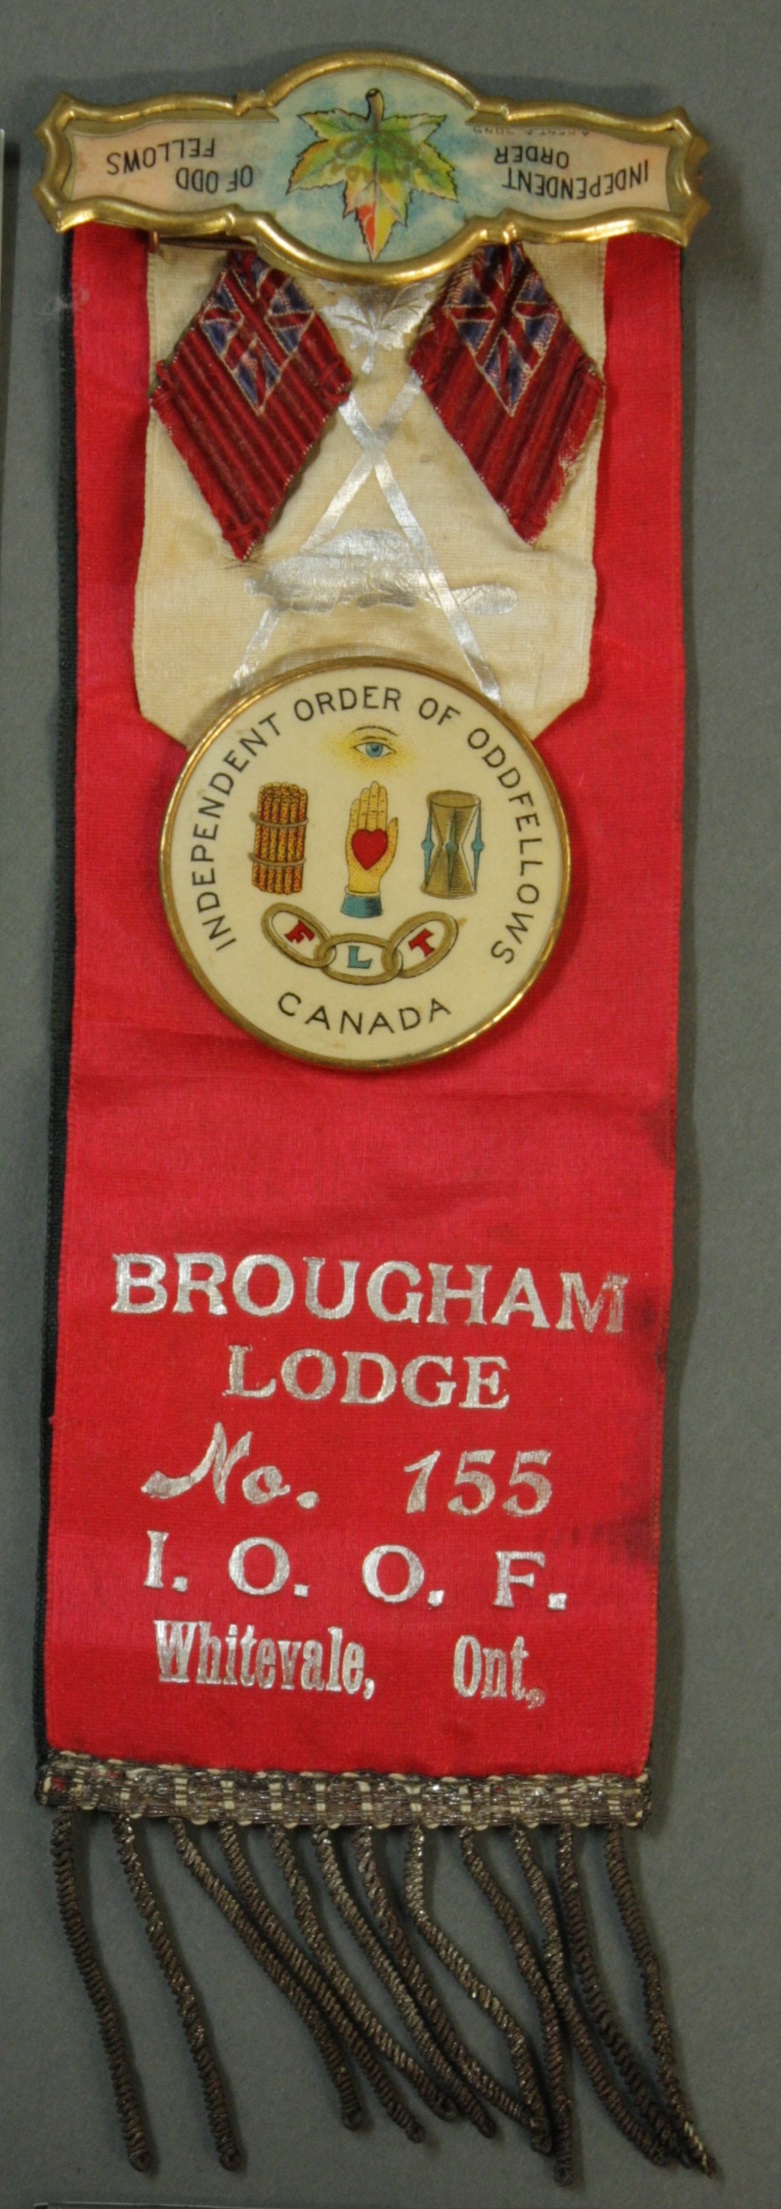 INDEPENDENT
ORDER
OF ODD
FELLOWS
INDEPENDENT ORDER OF ODDFELLOWS
F L T
CANADA
BROUGHAM
LODGE
No. 155
I. O. O. F.
Whitevale, Ont.,